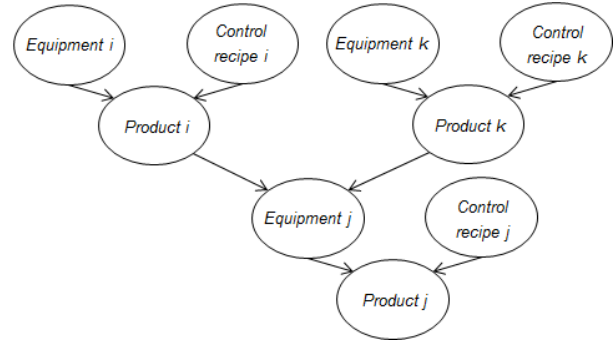 Equipment i
Control
recipe i
Equipment k
Control
recipe k
Product i
Product k
Equipment j
Control
recipe j
Product j